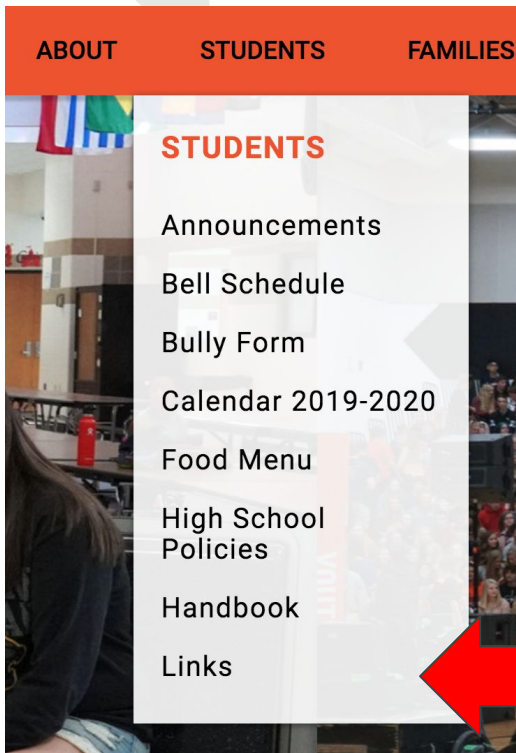 ABOUT STUDENTS FAMILIES
STUDENTS
Announcements
Bell Schedule
Bully Form
Calendar 2019-2020
Food Menu
High School
Policies
Handbook
Links